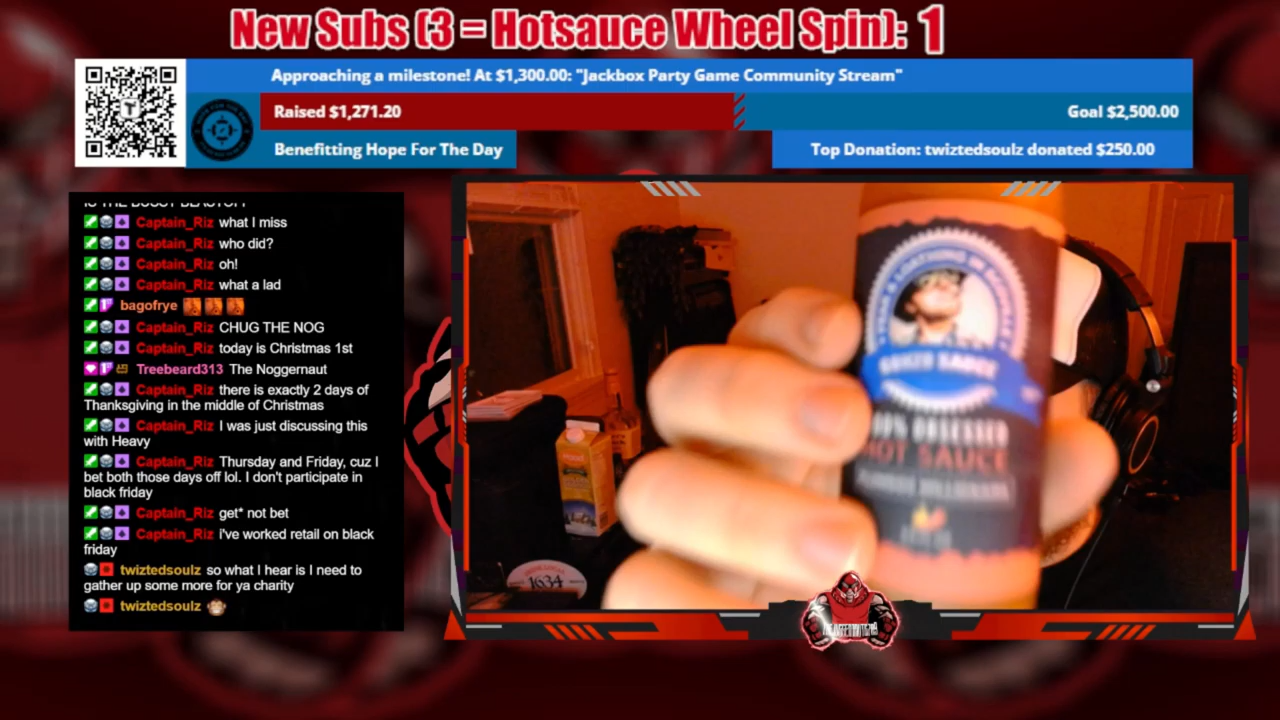 New Subs (3 = Hotsauce Wheel Spin): 1
Approaching a milestone! At $1,300.00: "Jackbox Party Game Community Stream"
Raised $1,271.20
Goal $2,500.00
Benefitting Hope For The Day
Top Donation: twiztedsoulz donated $250.00
Captain_Riz what I miss
Captain_Riz who did?
Captain_Riz oh!
Captain_Riz what a lad
bagofrye
Captain_Riz CHUG THE NOG
Captain_Riz today is Christmas 1st
Treebeard313 The Noggernaut
Captain_Riz there is exactly 2 days of
Thanksgiving in the middle of Christmas
Captain_Riz I was just discussing this
with Heavy
Captain_Riz Thursday and Friday, cuz I
bet both those days off lol. I don't participate in
black friday
Captain_Riz get* not bet
Captain_Riz i've worked retail on black
friday
twiztedsoulz so what I hear is I need to
gather up some more for ya charity
twiztedsoulz
SAUCE
OBSESSED
HOT SAUCE
1634